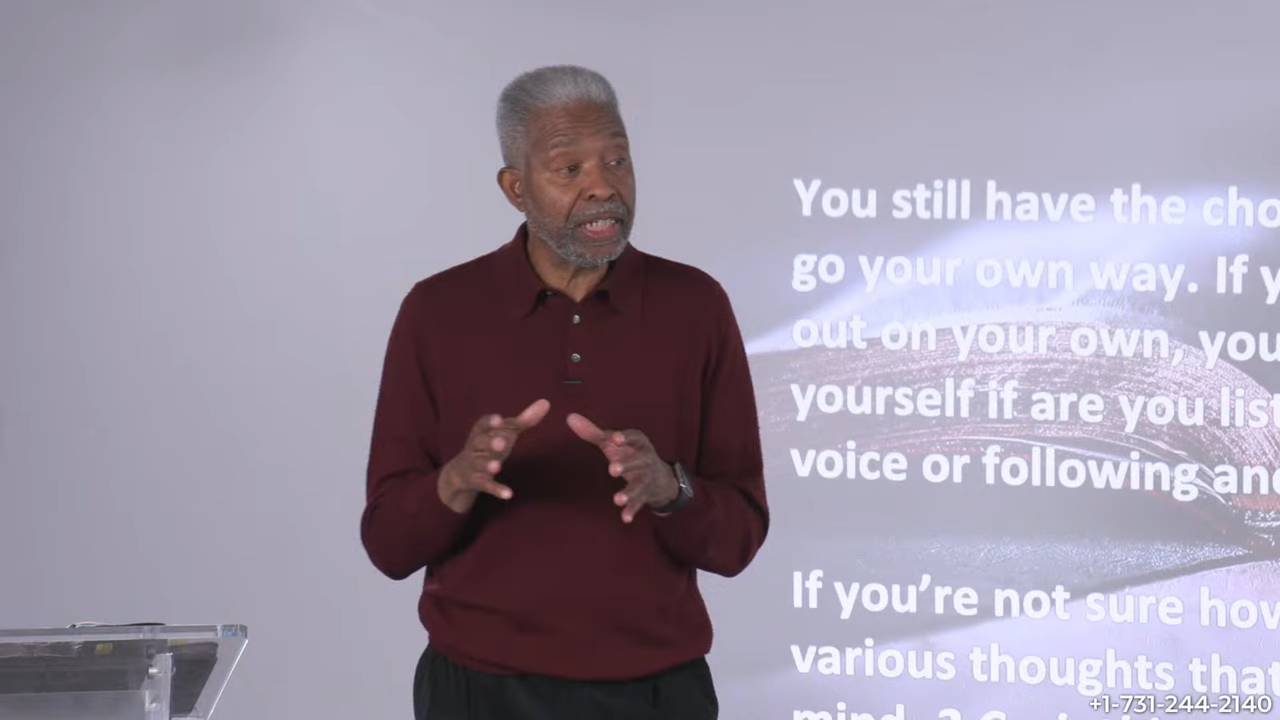 You still have the cho
go your own way. If y
out on your own, you
yourself if are you list
voice or following and
If you're not sure how
various thoughts that
+1-731-244-2140